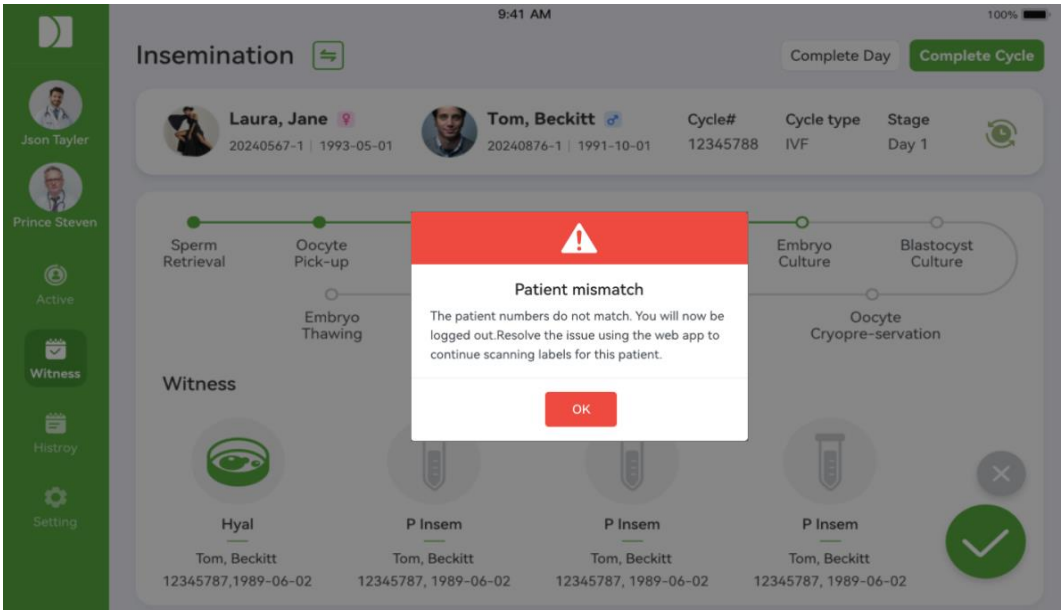 9:41 AM
100%
Insemination
Complete Day
Complete Cycle
Json Tayler
Prince Steven
Active
Witness
Histroy
Setting
Laura, Jane
20240567-1 | 1993-05-01
Tom, Beckitt
20240876-1 | 1991-10-01
Cycle#
12345788
Cycle type
IVF
Stage
Day 1
Sperm
Retrieval
Oocyte
Pick-up
Embryo
Culture
Blastocyst
Culture
Embryo
Thawing
Oocyte
Cryopre-servation
Patient mismatch
The patient numbers do not match. You will now be
logged out.Resolve the issue using the web app to
continue scanning labels for this patient.
OK
Witness
Hyal
Tom, Beckitt
12345787,1989-06-02
P Insem
Tom, Beckitt
12345787, 1989-06-02
P Insem
Tom, Beckitt
12345787, 1989-06-02
P Insem
Tom, Beckitt
12345787, 1989-06-02